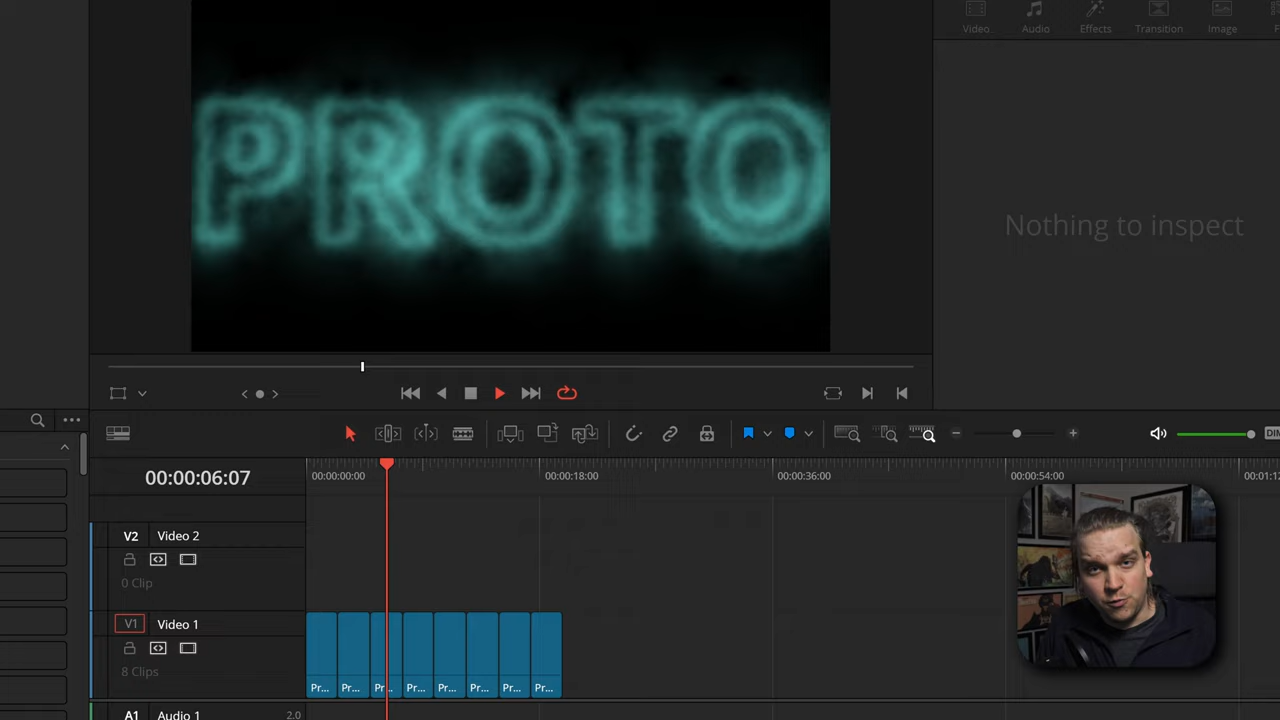 Video
Audio
Effects
Transition
Image
PROTO
Nothing to inspect
00:00:06:07
00:00:00:00
00:00:18:00
00:00:36:00
00:00:54:00
DIM
V2 Video 2
0 Clip
V1 Video 1
8 Clips
Pr... Pr... Pr... Pr... Pr... Pr... Pr... Pr...
A1 Audio 1 2.0